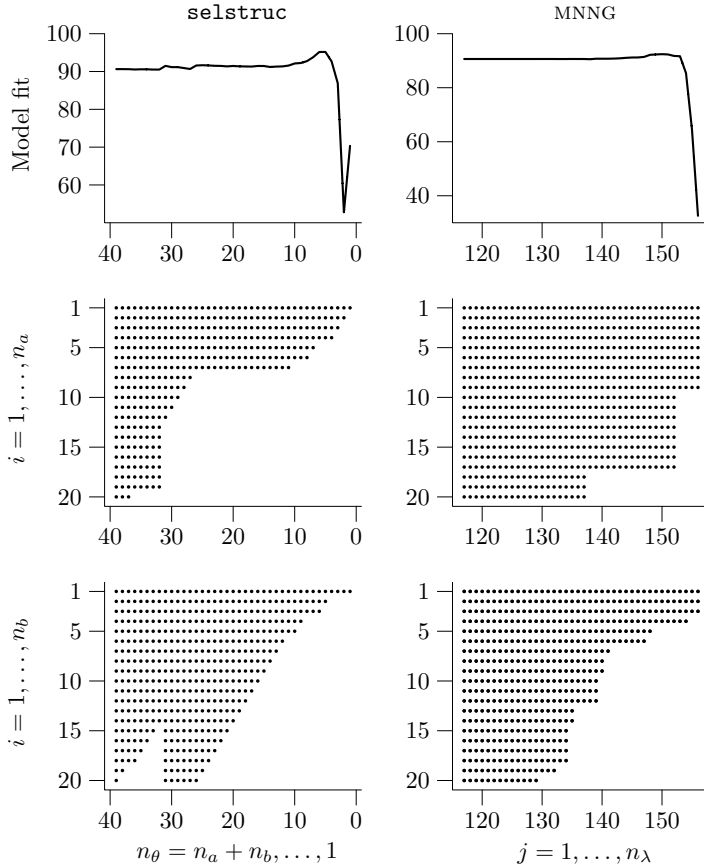 selstruc MNNG
100 100
90
80 80
Model fit
70
60 60
40
40 30 20 10 0 120 130 140 150
1 1
5 5
i = 1, . . . , n_a
10 10
15 15
20 20
40 30 20 10 0 120 130 140 150
1 1
5 5
i = 1, . . . , n_b
10 10
15 15
20 20
40 30 20 10 0 120 130 140 150
n_θ = n_a + n_b, . . . , 1 j = 1, . . . , n_λ